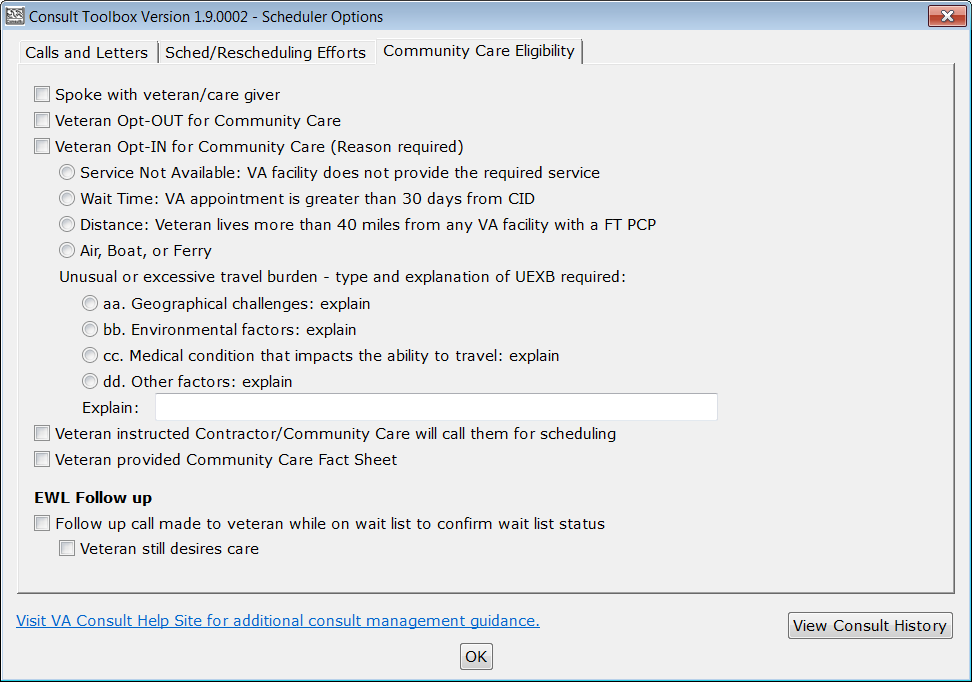 Consult Toolbox Version 1.9.0002 - Scheduler Options
Calls and Letters
Sched/Rescheduling Efforts
Community Care Eligibility
Spoke with veteran/care giver
Veteran Opt-OUT for Community Care
Veteran Opt-IN for Community Care (Reason required)
Service Not Available: VA facility does not provide the required service
Wait Time: VA appointment is greater than 30 days from CID
Distance: Veteran lives more than 40 miles from any VA facility with a FT PCP
Air, Boat, or Ferry
Unusual or excessive travel burden - type and explanation of UEXB required:
aa. Geographical challenges: explain
bb. Environmental factors: explain
cc. Medical condition that impacts the ability to travel: explain
dd. Other factors: explain
Explain:
Veteran instructed Contractor/Community Care will call them for scheduling
Veteran provided Community Care Fact Sheet
EWL Follow up
Follow up call made to veteran while on wait list to confirm wait list status
Veteran still desires care
Visit VA Consult Help Site for additional consult management guidance.
View Consult History
OK